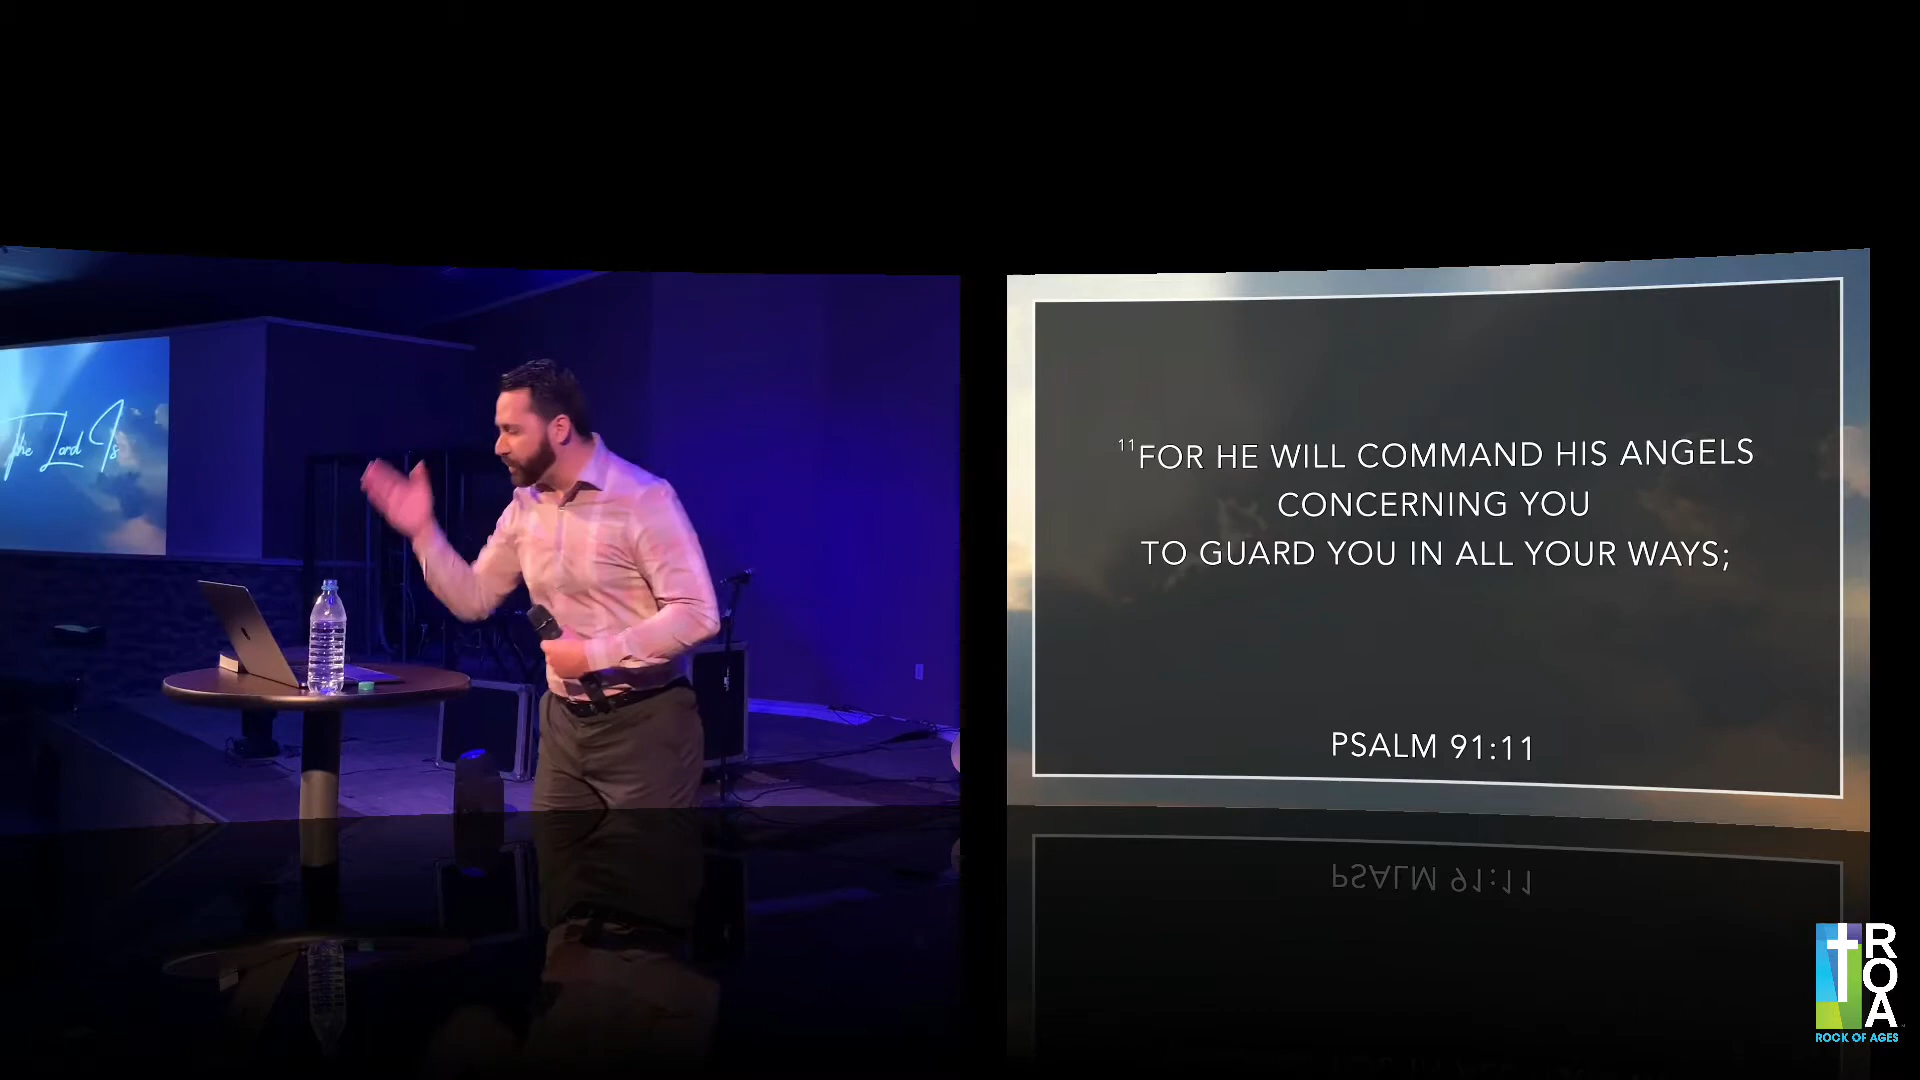 The Lord Is
¹¹FOR HE WILL COMMAND HIS ANGELS
CONCERNING YOU
TO GUARD YOU IN ALL YOUR WAYS;
PSALM 91:11
PSALM 91:11
ROA
ROCK OF AGES